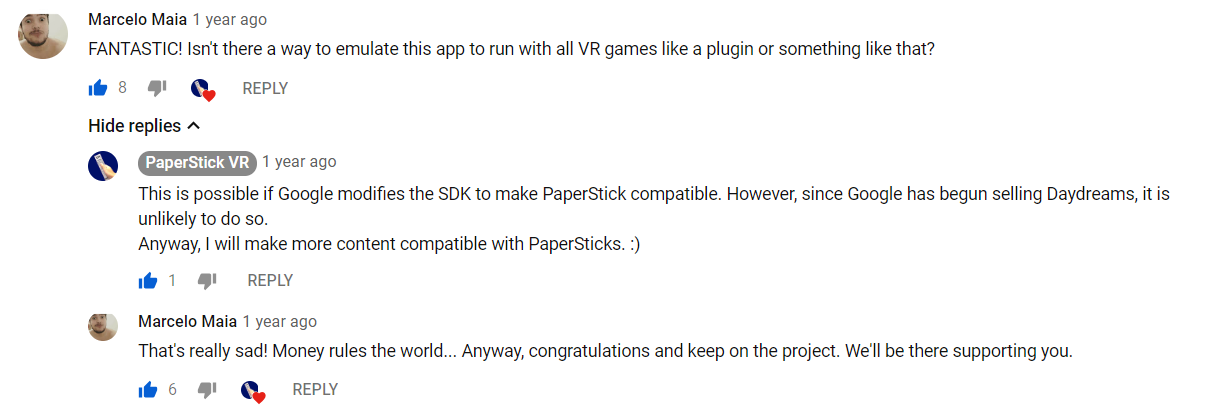 Marcelo Maia 1 year ago
FANTASTIC! Isn't there a way to emulate this app to run with all VR games like a plugin or something like that?
8 REPLY
Hide replies
PaperStick VR 1 year ago
This is possible if Google modifies the SDK to make PaperStick compatible. However, since Google has begun selling Daydreams, it is
unlikely to do so.
Anyway, I will make more content compatible with PaperSticks. :)
1 REPLY
Marcelo Maia 1 year ago
That's really sad! Money rules the world... Anyway, congratulations and keep on the project. We'll be there supporting you.
6 REPLY